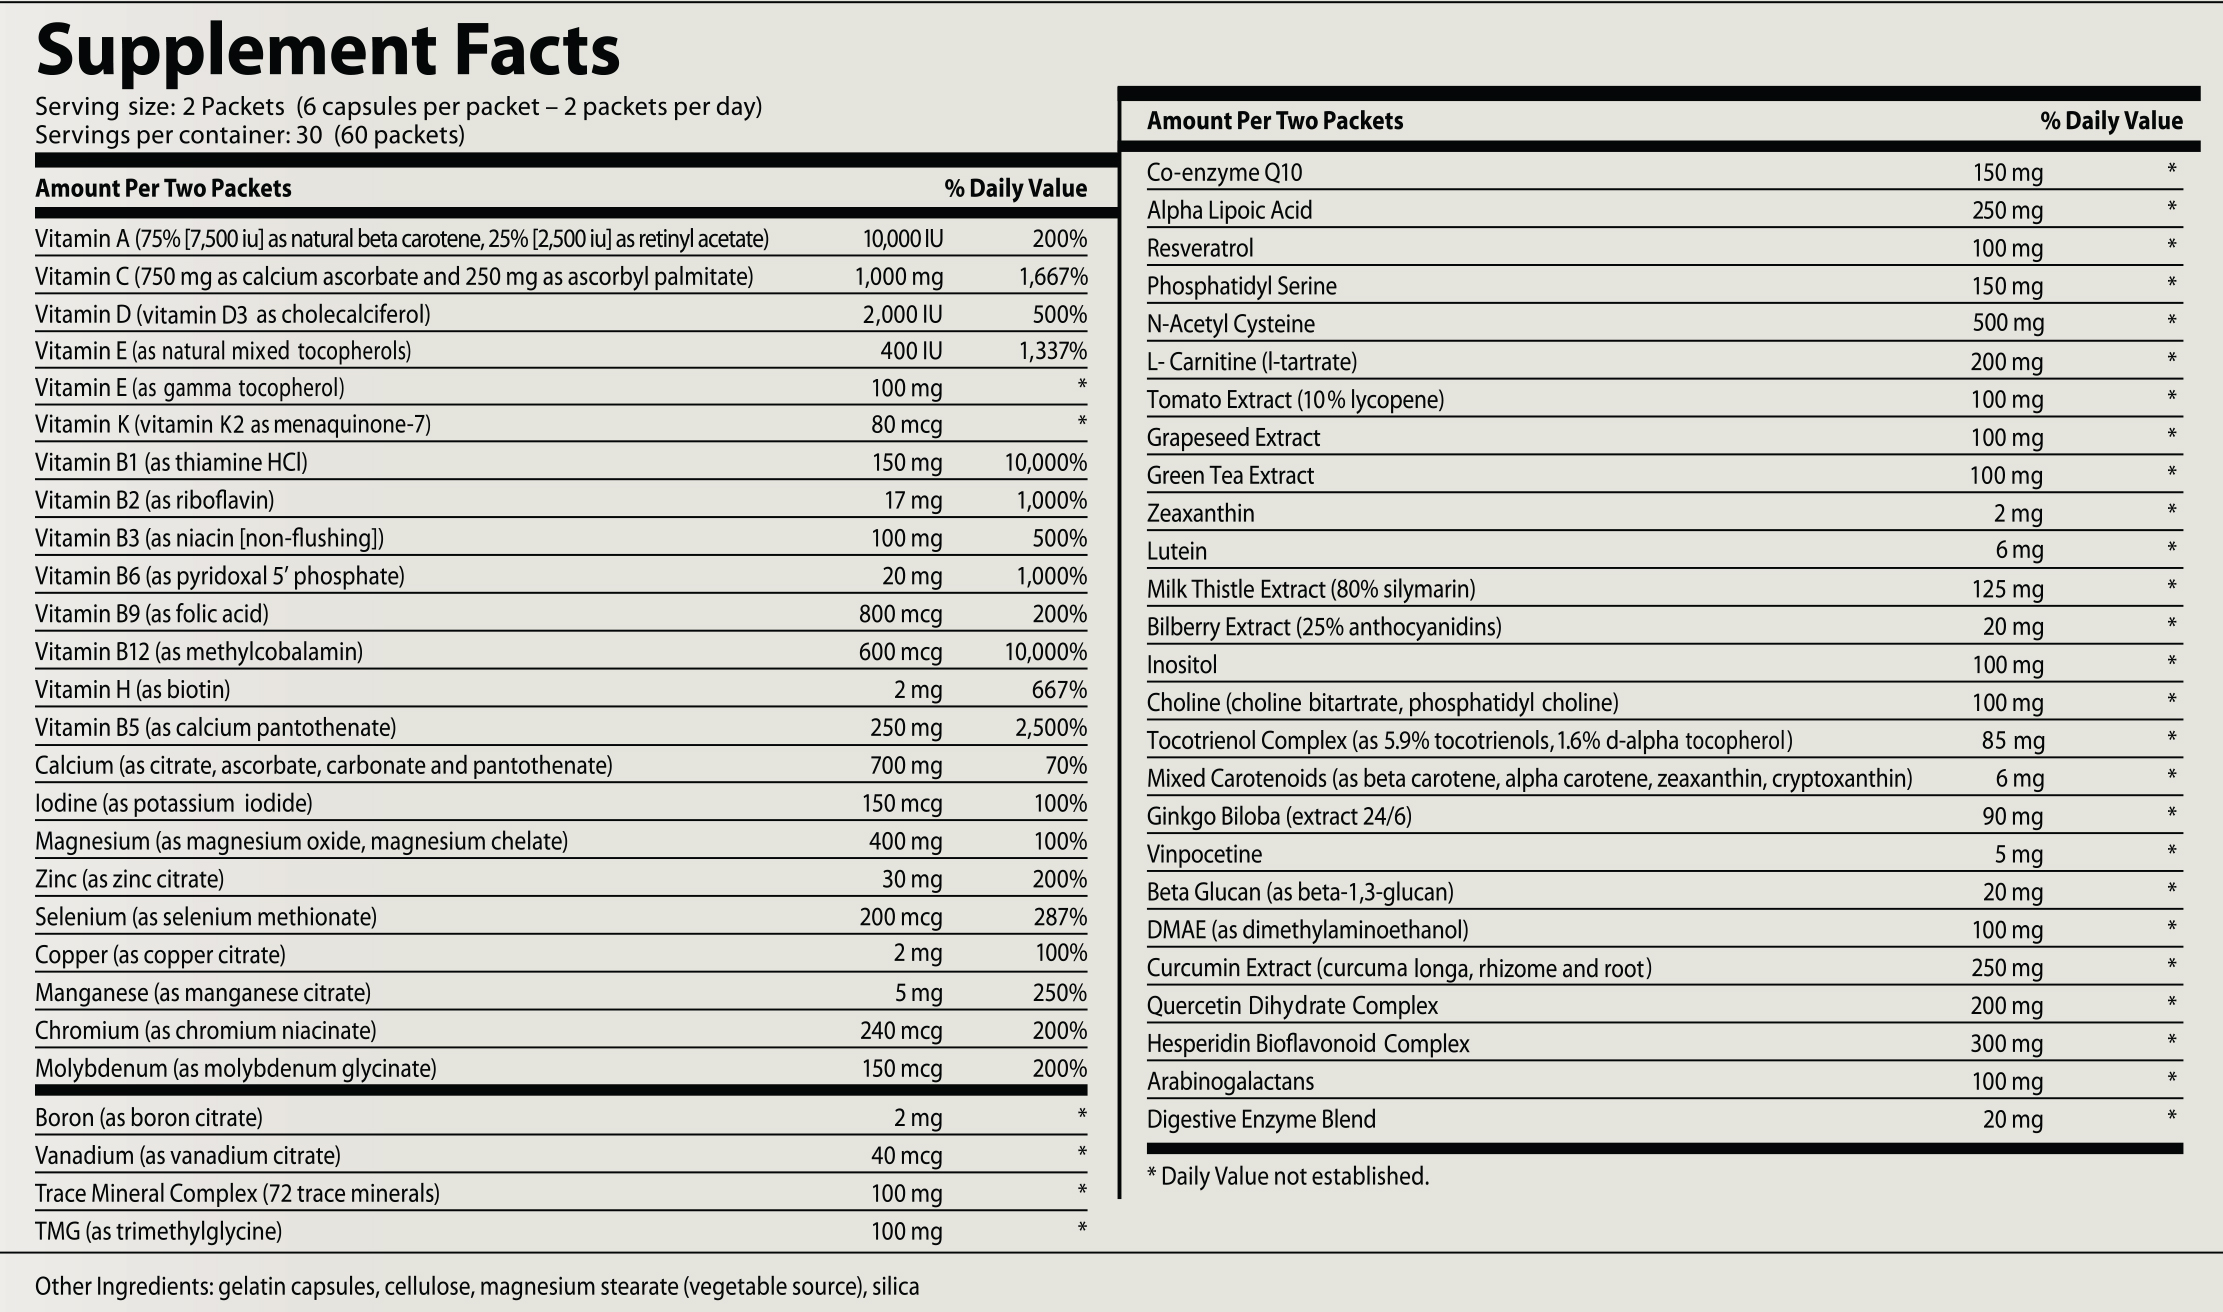 Supplement Facts
Serving size: 2 Packets (6 capsules per packet – 2 packets per day)
Servings per container: 30 (60 packets)
Amount Per Two Packets % Daily Value
Vitamin A (75% [7,500 iu] as natural beta carotene, 25% [2,500 iu] as retinyl acetate) 10,000 IU 200%
Vitamin C (750 mg as calcium ascorbate and 250 mg as ascorbyl palmitate) 1,000 mg 1,667%
Vitamin D (vitamin D3 as cholecalciferol) 2,000 IU 500%
Vitamin E (as natural mixed tocopherols) 400 IU 1,337%
Vitamin E (as gamma tocopherol) 100 mg *
Vitamin K (vitamin K2 as menaquinone-7) 80 mcg *
Vitamin B1 (as thiamine HCl) 150 mg 10,000%
Vitamin B2 (as riboflavin) 17 mg 1,000%
Vitamin B3 (as niacin [non-flushing]) 100 mg 500%
Vitamin B6 (as pyridoxal 5’ phosphate) 20 mg 1,000%
Vitamin B9 (as folic acid) 800 mcg 200%
Vitamin B12 (as methylcobalamin) 600 mcg 10,000%
Vitamin H (as biotin) 2 mg 667%
Vitamin B5 (as calcium pantothenate) 250 mg 2,500%
Calcium (as citrate, ascorbate, carbonate and pantothenate) 700 mg 70%
Iodine (as potassium iodide) 150 mcg 100%
Magnesium (as magnesium oxide, magnesium chelate) 400 mg 100%
Zinc (as zinc citrate) 30 mg 200%
Selenium (as selenium methionate) 200 mcg 287%
Copper (as copper citrate) 2 mg 100%
Manganese (as manganese citrate) 5 mg 250%
Chromium (as chromium niacinate) 240 mcg 200%
Molybdenum (as molybdenum glycinate) 150 mcg 200%
Boron (as boron citrate) 2 mg *
Vanadium (as vanadium citrate) 40 mcg *
Trace Mineral Complex (72 trace minerals) 100 mg *
TMG (as trimethylglycine) 100 mg *
Amount Per Two Packets % Daily Value
Co-enzyme Q10 150 mg *
Alpha Lipoic Acid 250 mg *
Resveratrol 100 mg *
Phosphatidyl Serine 150 mg *
N-Acetyl Cysteine 500 mg *
L- Carnitine (l-tartrate) 200 mg *
Tomato Extract (10% lycopene) 100 mg *
Grapeseed Extract 100 mg *
Green Tea Extract 100 mg *
Zeaxanthin 2 mg *
Lutein 6 mg *
Milk Thistle Extract (80% silymarin) 125 mg *
Bilberry Extract (25% anthocyanidins) 20 mg *
Inositol 100 mg *
Choline (choline bitartrate, phosphatidyl choline) 100 mg *
Tocotrienol Complex (as 5.9% tocotrienols, 1.6% d-alpha tocopherol) 85 mg *
Mixed Carotenoids (as beta carotene, alpha carotene, zeaxanthin, cryptoxanthin) 6 mg *
Ginkgo Biloba (extract 24/6) 90 mg *
Vinpocetine 5 mg *
Beta Glucan (as beta-1,3-glucan) 20 mg *
DMAE (as dimethylaminoethanol) 100 mg *
Curcumin Extract (curcuma longa, rhizome and root) 250 mg *
Quercetin Dihydrate Complex 200 mg *
Hesperidin Bioflavonoid Complex 300 mg *
Arabinogalactans 100 mg *
Digestive Enzyme Blend 20 mg *
* Daily Value not established.
Other Ingredients: gelatin capsules, cellulose, magnesium stearate (vegetable source), silica